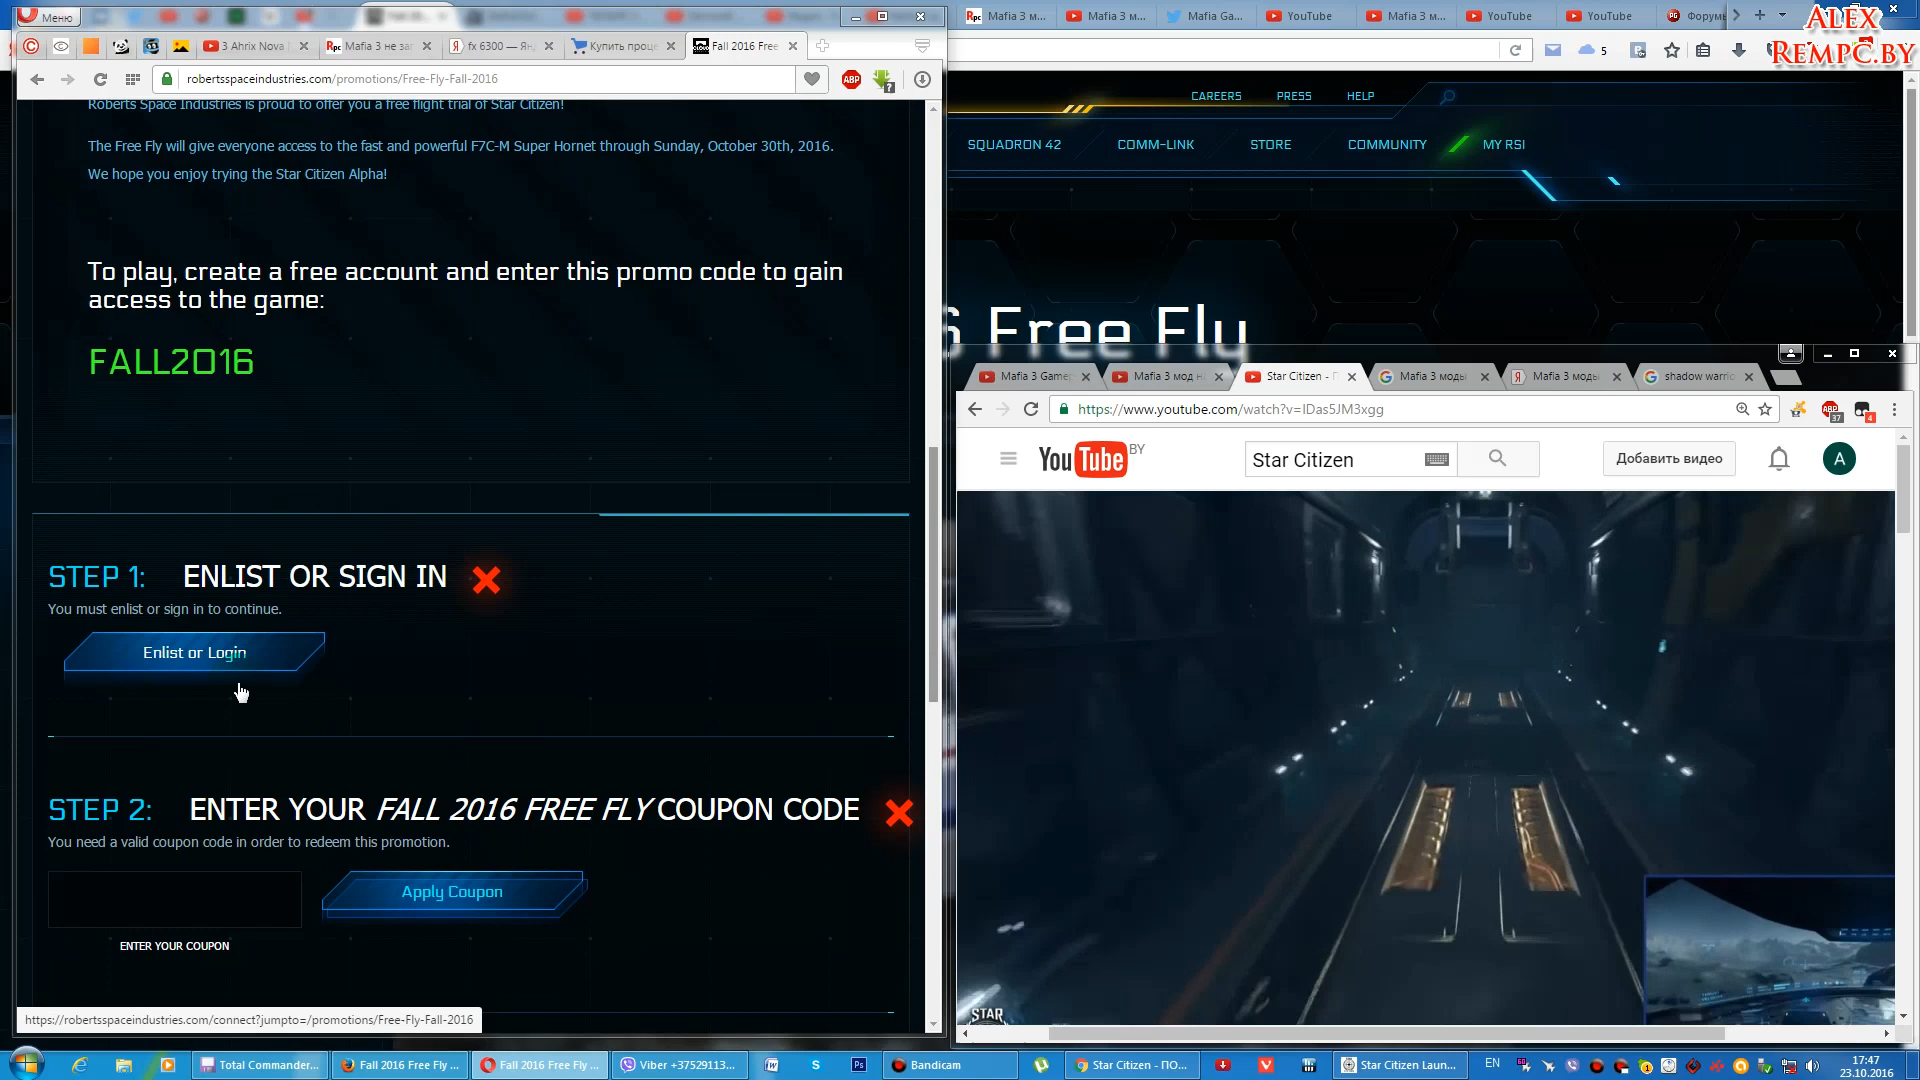 Меню
Mafia 3 м...
Mafia 3 м...
Mafia Ga...
YouTube
Mafia 3 м...
YouTube
YouTube
Форумы
ALEX
REMPC.BY
3 Ahrix Nova
Mafia 3 не заг
fx 6300 — Янд
Купить проце
Fall 2016 Free
5
robertsspaceindustries.com/promotions/Free-Fly-Fall-2016
ABP
CAREERS
PRESS
HELP
SQUADRON 42
COMM-LINK
STORE
COMMUNITY
MY RSI
Roberts Space Industries is proud to offer you a free flight trial of Star Citizen!
The Free Fly will give everyone access to the fast and powerful F7C-M Super Hornet through Sunday, October 30th, 2016.
We hope you enjoy trying the Star Citizen Alpha!
To play, create a free account and enter this promo code to gain
access to the game:
FALL2016
6 Free Fly
Mafia 3 Game
Mafia 3 мод н
Star Citizen - П
Mafia 3 моды
Mafia 3 моды
shadow warrio
https://www.youtube.com/watch?v=IDas5JM3xgg
37
4
YouTube BY
Star Citizen
Добавить видео
A
STEP 1: ENLIST OR SIGN IN
You must enlist or sign in to continue.
Enlist or Login
STEP 2: ENTER YOUR FALL 2016 FREE FLY COUPON CODE
You need a valid coupon code in order to redeem this promotion.
Apply Coupon
ENTER YOUR COUPON
STAR
https://robertsspaceindustries.com/connect?jumpto=/promotions/Free-Fly-Fall-2016
Total Commander...
Fall 2016 Free Fly ...
Fall 2016 Free Fly ...
Viber +37529113...
Bandicam
Star Citizen - ПО...
Star Citizen Laun...
EN
17:47
23.10.2016